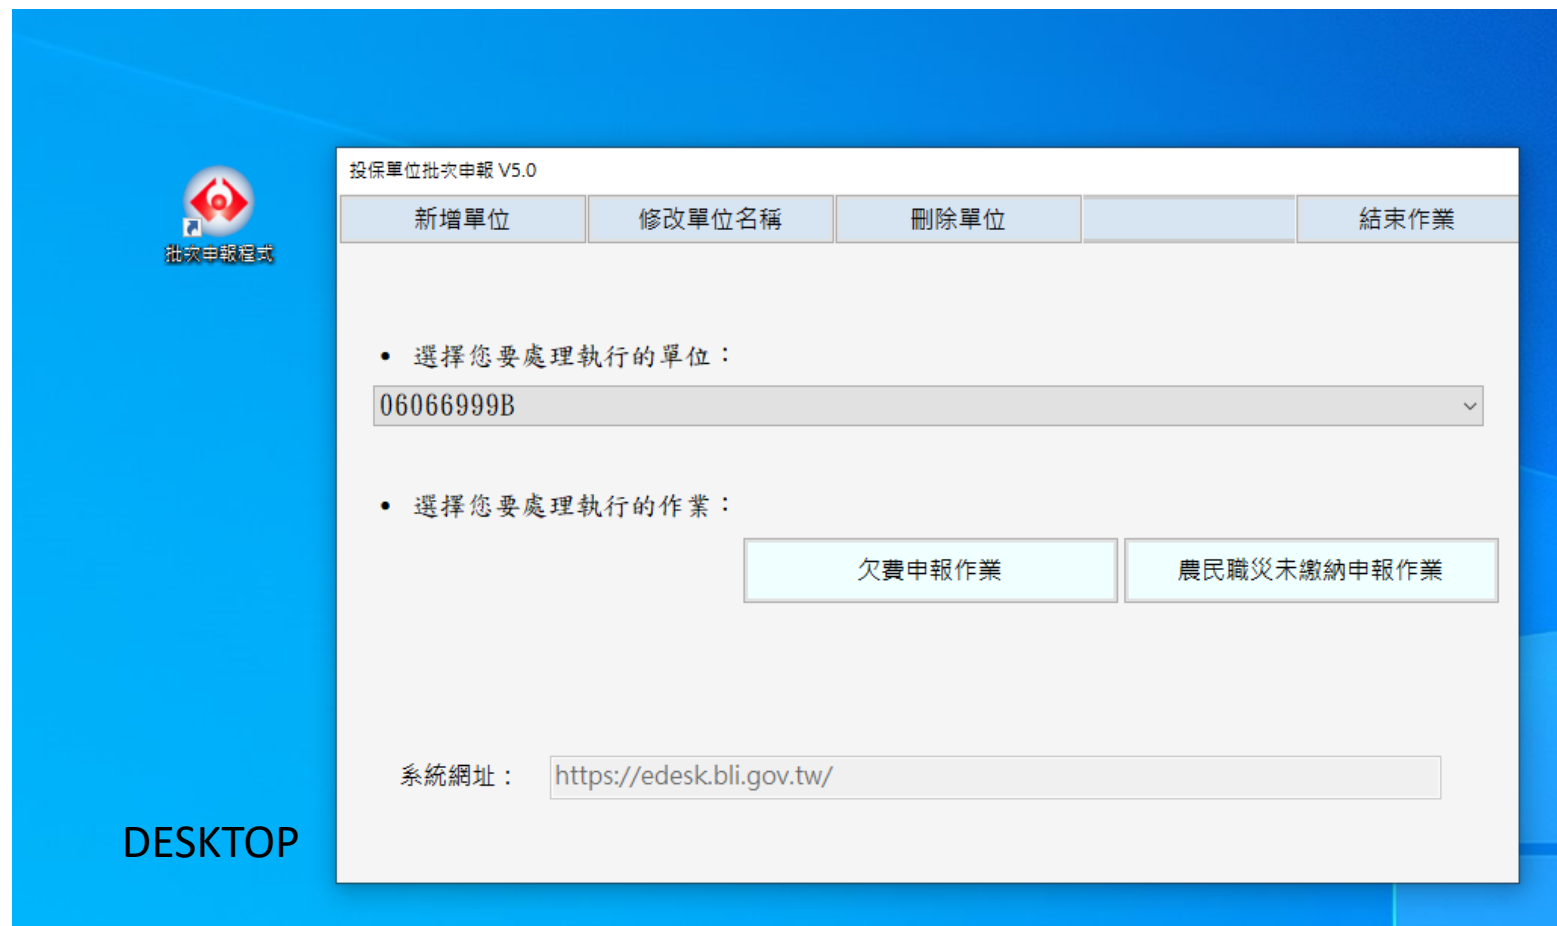 投保單位批次申報 V5.0
新增單位 修改單位名稱 刪除單位 結束作業
批次申報程式
• 選擇您要處理執行的單位：
06066999B
• 選擇您要處理執行的作業：
欠費申報作業 農民職災未繳納申報作業
系統網址： https://edesk.bli.gov.tw/
DESKTOP